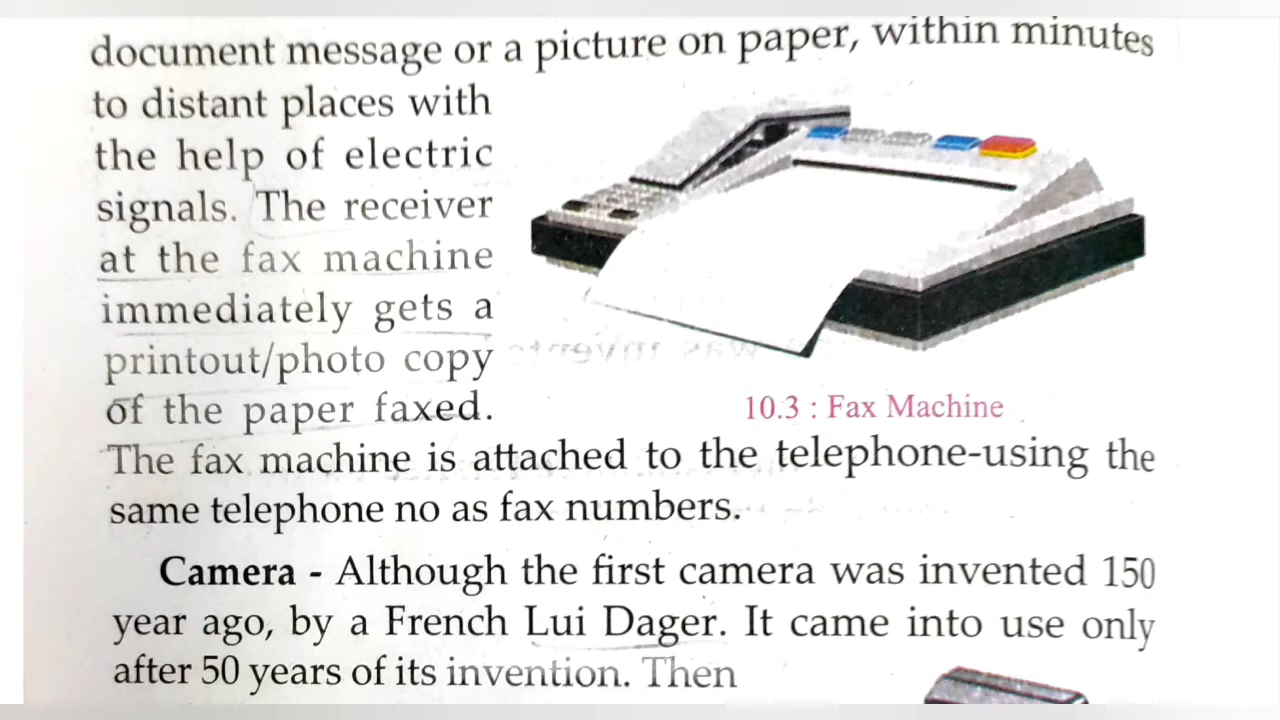 document message or a picture on paper, within minutes
to distant places with
the help of electric
signals. The receiver
at the fax machine
immediately gets a
printout/photo copy
of the paper faxed.
10.3 : Fax Machine
The fax machine is attached to the telephone-using the
same telephone no as fax numbers.
Camera - Although the first camera was invented 150
year ago, by a French Lui Dager. It came into use only
after 50 years of its invention. Then